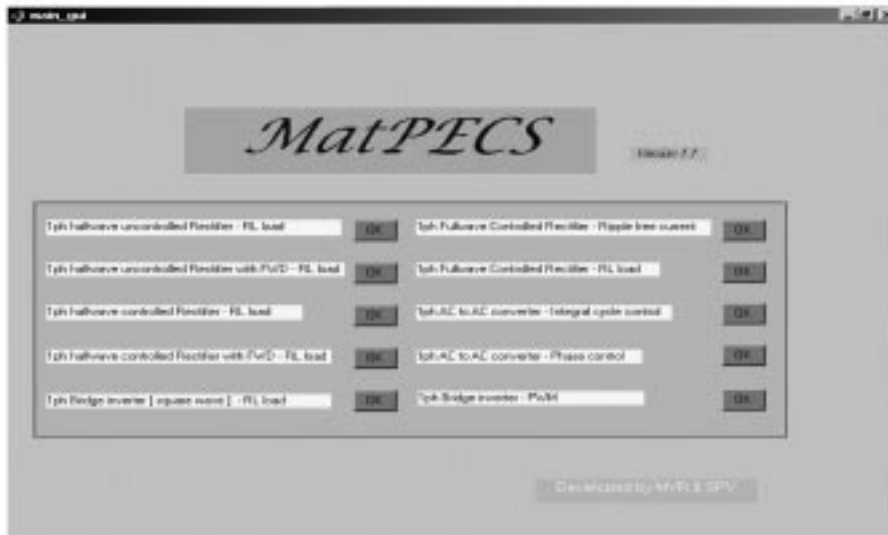 main_gui
MatPECS
Version 1.1
1ph halfwave uncontrolled Rectifier - RL load
OK
1ph Fullwave Controlled Rectifier - Ripple free current
OK
1ph halfwave uncontrolled Rectifier with FWD - RL load
OK
1ph Fullwave Controlled Rectifier - RL load
OK
1ph halfwave controlled Rectifier - RL load
OK
1ph AC to AC converter - Integral cycle control
OK
1ph halfwave controlled Rectifier with FWD - RL load
OK
1ph AC to AC converter - Phase control
OK
1ph Bridge inverter [ square wave ] - RL load
OK
1ph Bridge inverter - PWM
OK
Developed by MVR & SPV